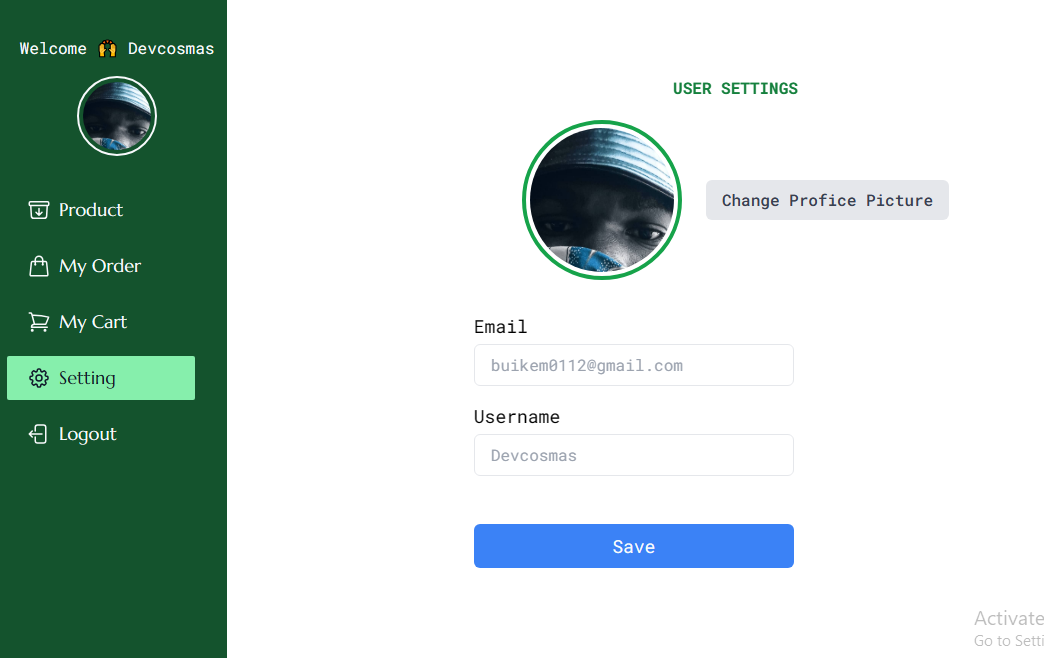 Welcome 🙌 Devcosmas
Product
My Order
My Cart
Setting
Logout
USER SETTINGS
Change Profice Picture
Email
buikem0112@gmail.com
Username
Devcosmas
Save
Activate
Go to Setti